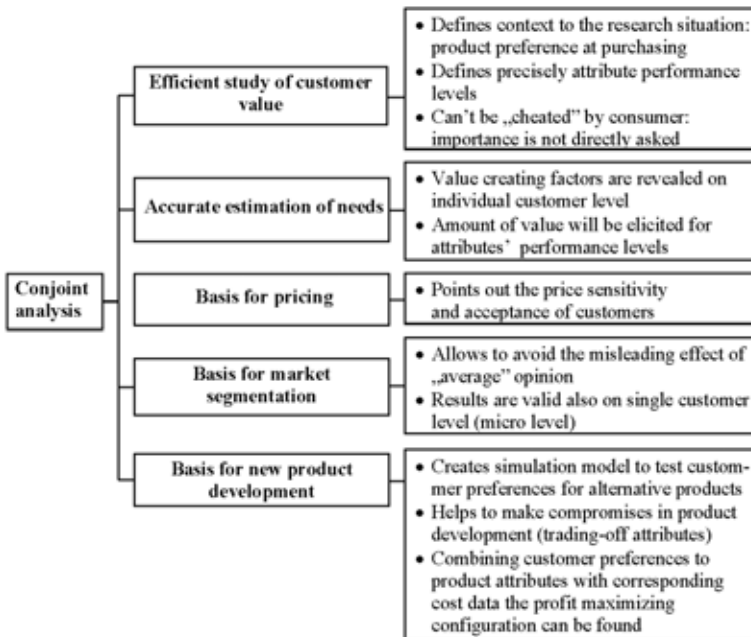 Conjoint
analysis
Efficient study of customer
value
• Defines context to the research situation:
product preference at purchasing
• Defines precisely attribute performance
levels
• Can't be „cheated” by consumer:
importance is not directly asked
Accurate estimation of needs
• Value creating factors are revealed on
individual customer level
• Amount of value will be elicited for
attributes' performance levels
Basis for pricing
• Points out the price sensitivity
and acceptance of customers
Basis for market
segmentation
• Allows to avoid the misleading effect of
„average” opinion
• Results are valid also on single customer
level (micro level)
Basis for new product
development
• Creates simulation model to test custom-
mer preferences for alternative products
• Helps to make compromises in product
development (trading-off attributes)
• Combining customer preferences to
product attributes with corresponding
cost data the profit maximizing
configuration can be found